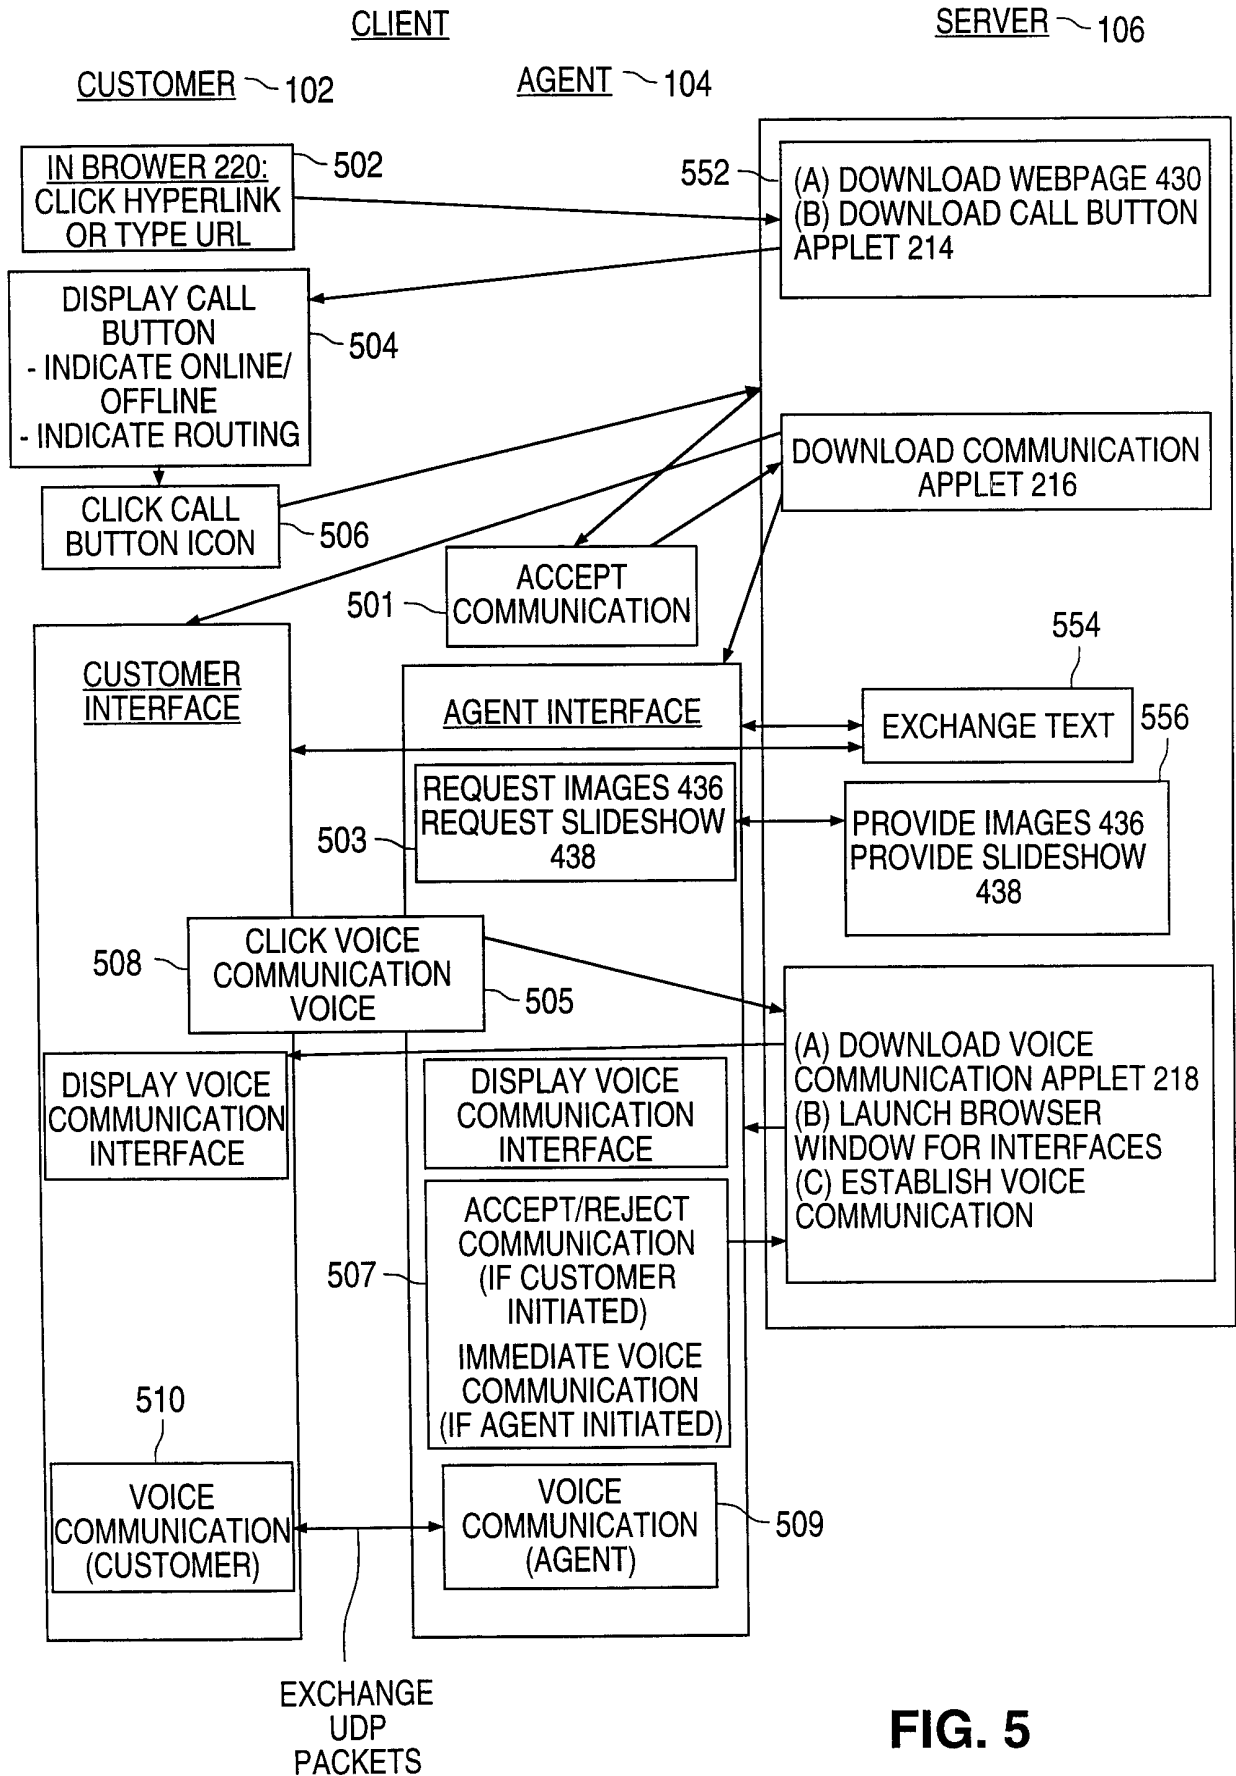 CLIENT
SERVER 106
CUSTOMER 102
AGENT 104
IN BROWER 220:
CLICK HYPERLINK
OR TYPE URL
502
552
(A) DOWNLOAD WEBPAGE 430
(B) DOWNLOAD CALL BUTTON
APPLET 214
DISPLAY CALL
BUTTON
- INDICATE ONLINE/
OFFLINE
- INDICATE ROUTING
504
CLICK CALL
BUTTON ICON
506
DOWNLOAD COMMUNICATION
APPLET 216
ACCEPT
COMMUNICATION
501
CUSTOMER
INTERFACE
AGENT INTERFACE
554
EXCHANGE TEXT
556
REQUEST IMAGES 436
REQUEST SLIDESHOW
438
503
PROVIDE IMAGES 436
PROVIDE SLIDESHOW
438
CLICK VOICE
COMMUNICATION
VOICE
508
505
DISPLAY VOICE
COMMUNICATION
INTERFACE
DISPLAY VOICE
COMMUNICATION
INTERFACE
(A) DOWNLOAD VOICE
COMMUNICATION APPLET 218
(B) LAUNCH BROWSER
WINDOW FOR INTERFACES
(C) ESTABLISH VOICE
COMMUNICATION
ACCEPT/REJECT
COMMUNICATION
(IF CUSTOMER
INITIATED)
IMMEDIATE VOICE
COMMUNICATION
(IF AGENT INITIATED)
507
510
VOICE
COMMUNICATION
(CUSTOMER)
VOICE
COMMUNICATION
(AGENT)
509
EXCHANGE
UDP
PACKETS
FIG. 5